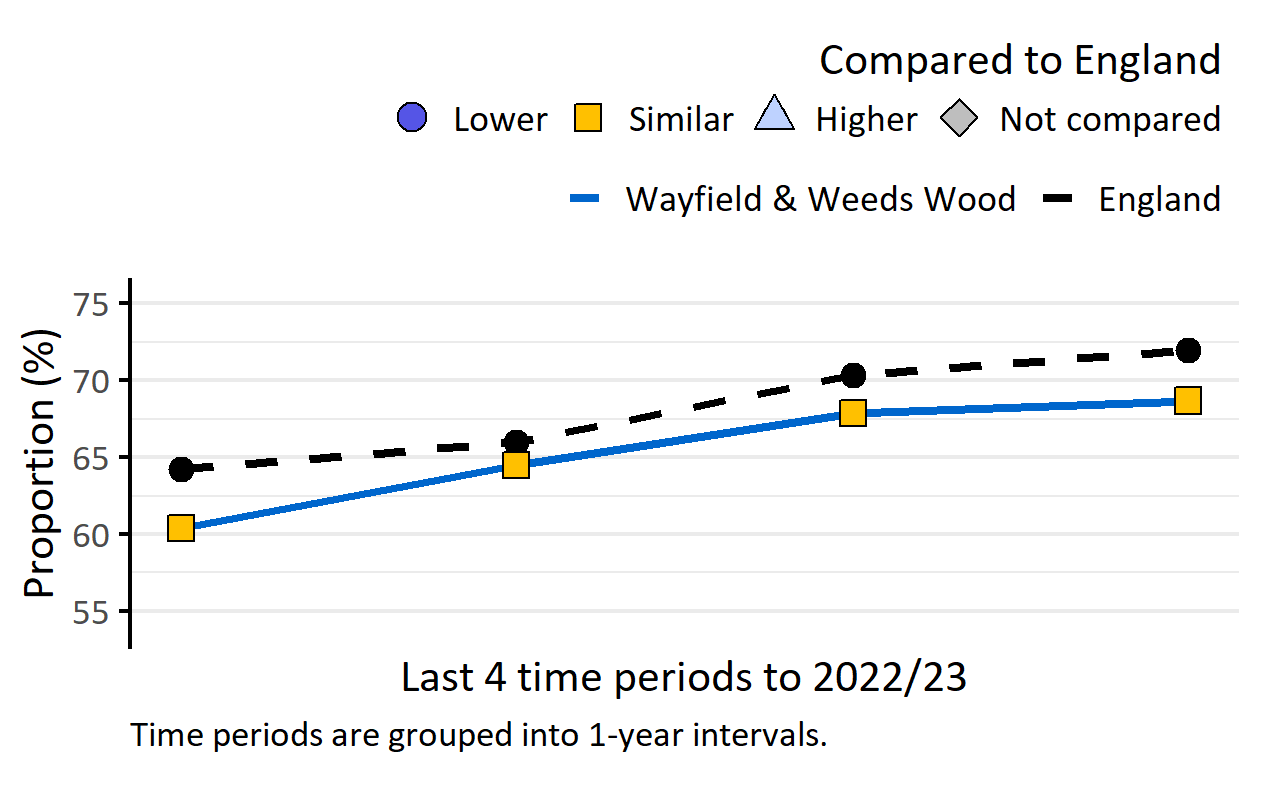 Compared to England
Lower Similar Higher Not compared
Wayfield & Weeds Wood England
75
70
65
60
55
Proportion (%)
Last 4 time periods to 2022/23
Time periods are grouped into 1-year intervals.